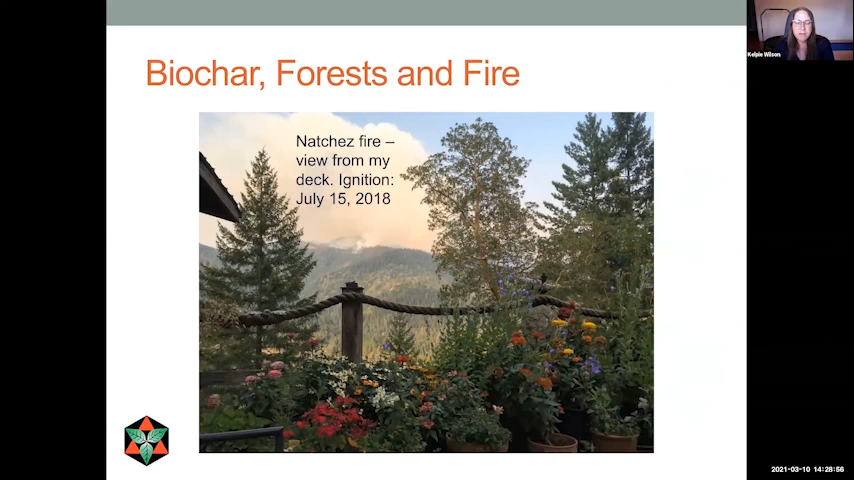 Biochar, Forests and Fire
Natchez fire –
view from my
deck. Ignition:
July 15, 2018
Kelpie Wilson
2021-03-10 14:28:56